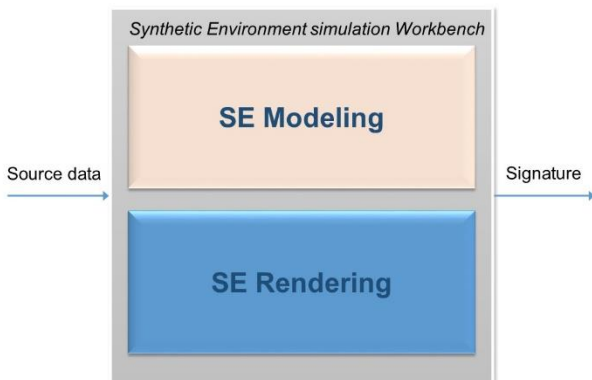 Synthetic Environment simulation Workbench
SE Modeling
Source data
Signature
SE Rendering